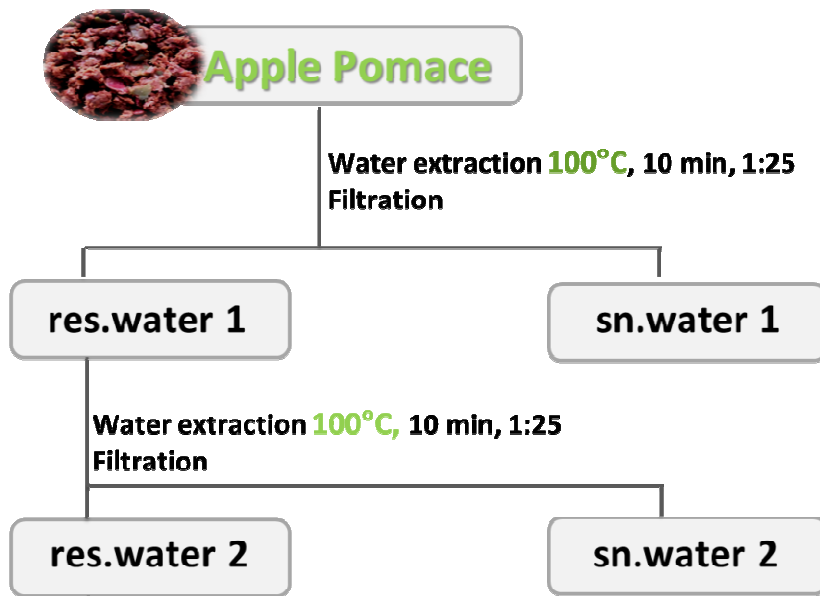 Apple Pomace
Water extraction 100°C, 10 min, 1:25
Filtration
res.water 1
sn.water 1
Water extraction 100°C, 10 min, 1:25
Filtration
res.water 2
sn.water 2